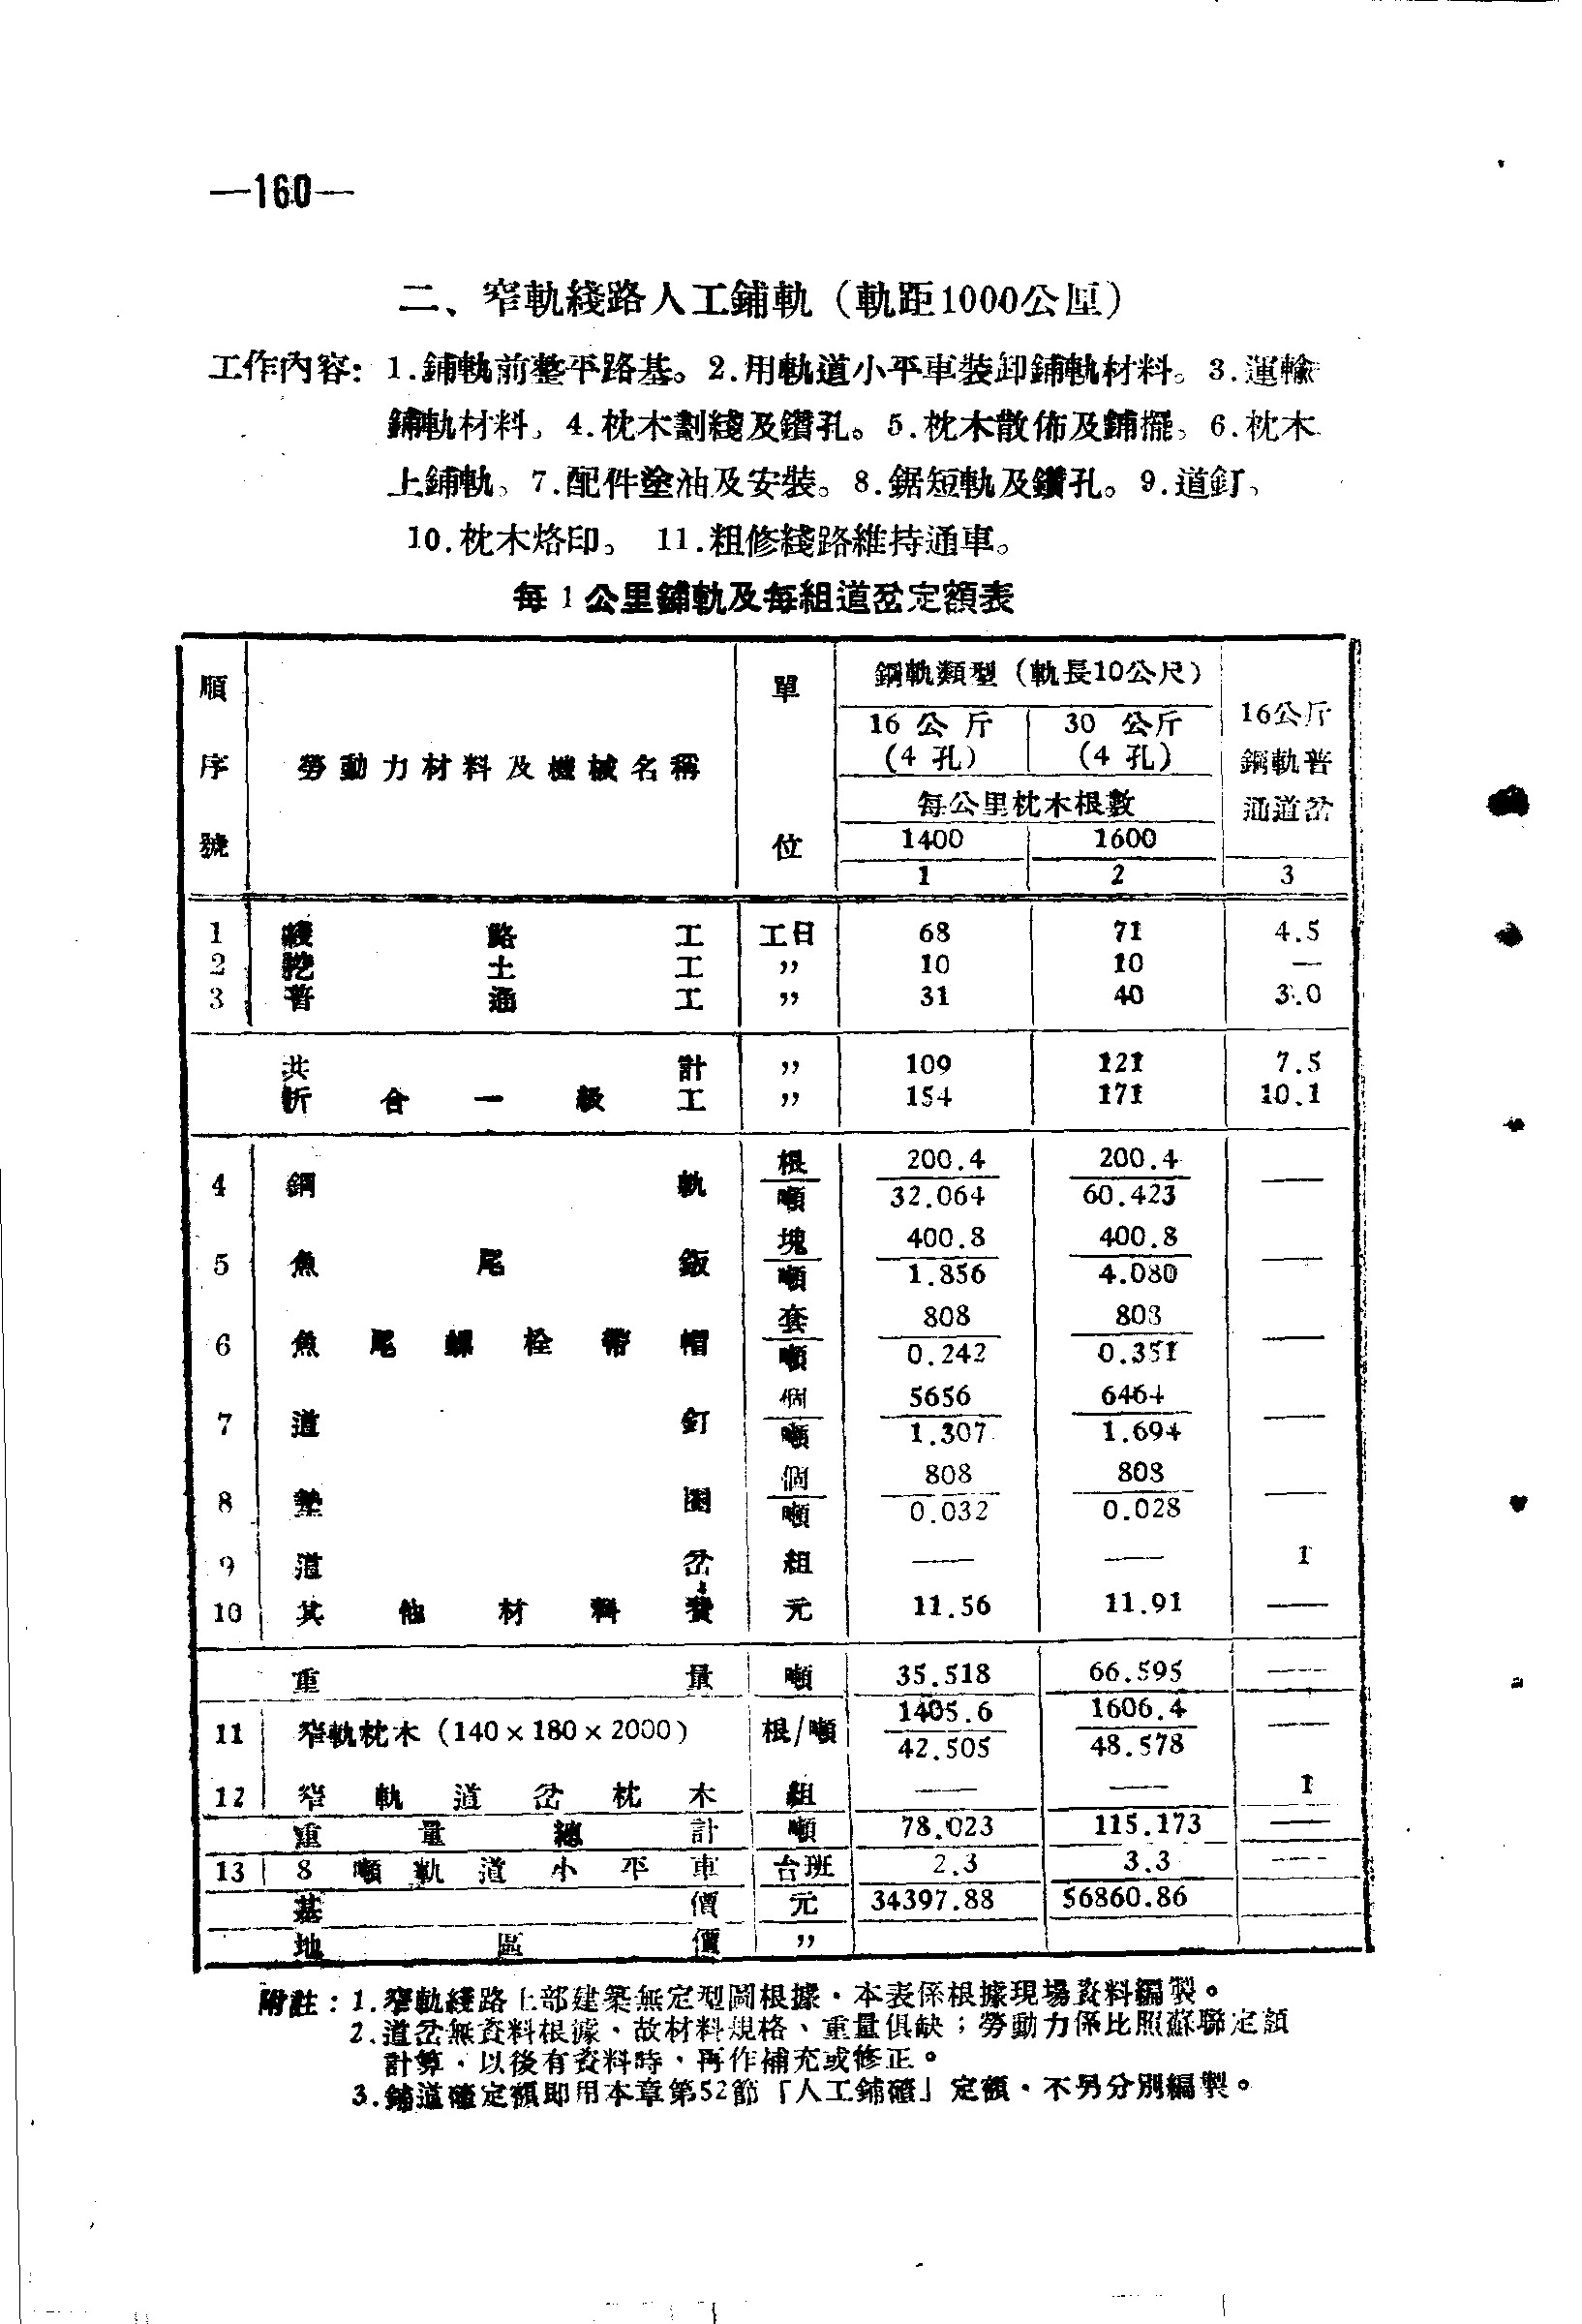 —160—
二、窄軌綫路人工鋪軌（軌距1000公厘）
工作內容：1.鋪軌前整平路基。2.用軌道小平車裝卸鋪軌材料。3.運輸
鋪軌材料。4.枕木劃綫及鑽孔。5.枕木散佈及鋪擺。6.枕木
上鋪軌。7.配件塗油及安裝。8.鋸短軌及鑽孔。9.道釘。
10.枕木烙印。 11.粗修綫路維持通車。
每1公里鋪軌及每組道岔定額表
順序號 勞動力材料及機械名稱 單位 鋼軌類型（軌長10公尺） 16公斤鋼軌普通道岔
16公斤（4孔） 30公斤（4孔）
每公里枕木根數
1400 1600
1 2 3
1 綫路工 工日 68 71 4.5
2 挖土工 〃 10 10 —
3 普通工 〃 31 40 3.0
共計 〃 109 121 7.5
折合一級工 〃 154 171 10.1
4 鋼軌 根/噸 200.4/32.064 200.4/60.423 —
5 魚尾鈑 塊/噸 400.8/1.856 400.8/4.080 —
6 魚尾螺栓帶帽 套/噸 808/0.242 808/0.351 —
7 道釘 個/噸 5656/1.307 6464/1.694 —
8 墊圈 個/噸 808/0.032 808/0.028 —
9 道岔 組 — — 1
10 其他材料費 元 11.56 11.91 —
重量 噸 35.518 66.595 —
11 窄軌枕木（140×180×2000） 根/噸 1405.6/42.505 1606.4/48.578 —
12 窄軌道岔枕木 組 — — 1
重量總計 噸 78.023 115.173 —
13 8噸軌道小平車 台班 2.3 3.3 —
基價 元 34397.88 56860.86
地區價 〃
附註：1.窄軌綫路上部建築無定型圖根據，本表係根據現場資料編製。
2.道岔無資料根據，故材料規格、重量俱缺；勞動力係比照蘇聯定額
計算，以後有資料時，再作補充或修正。
3.鋪道碴定額即用本章第52節「人工鋪碴」定額，不另分別編製。